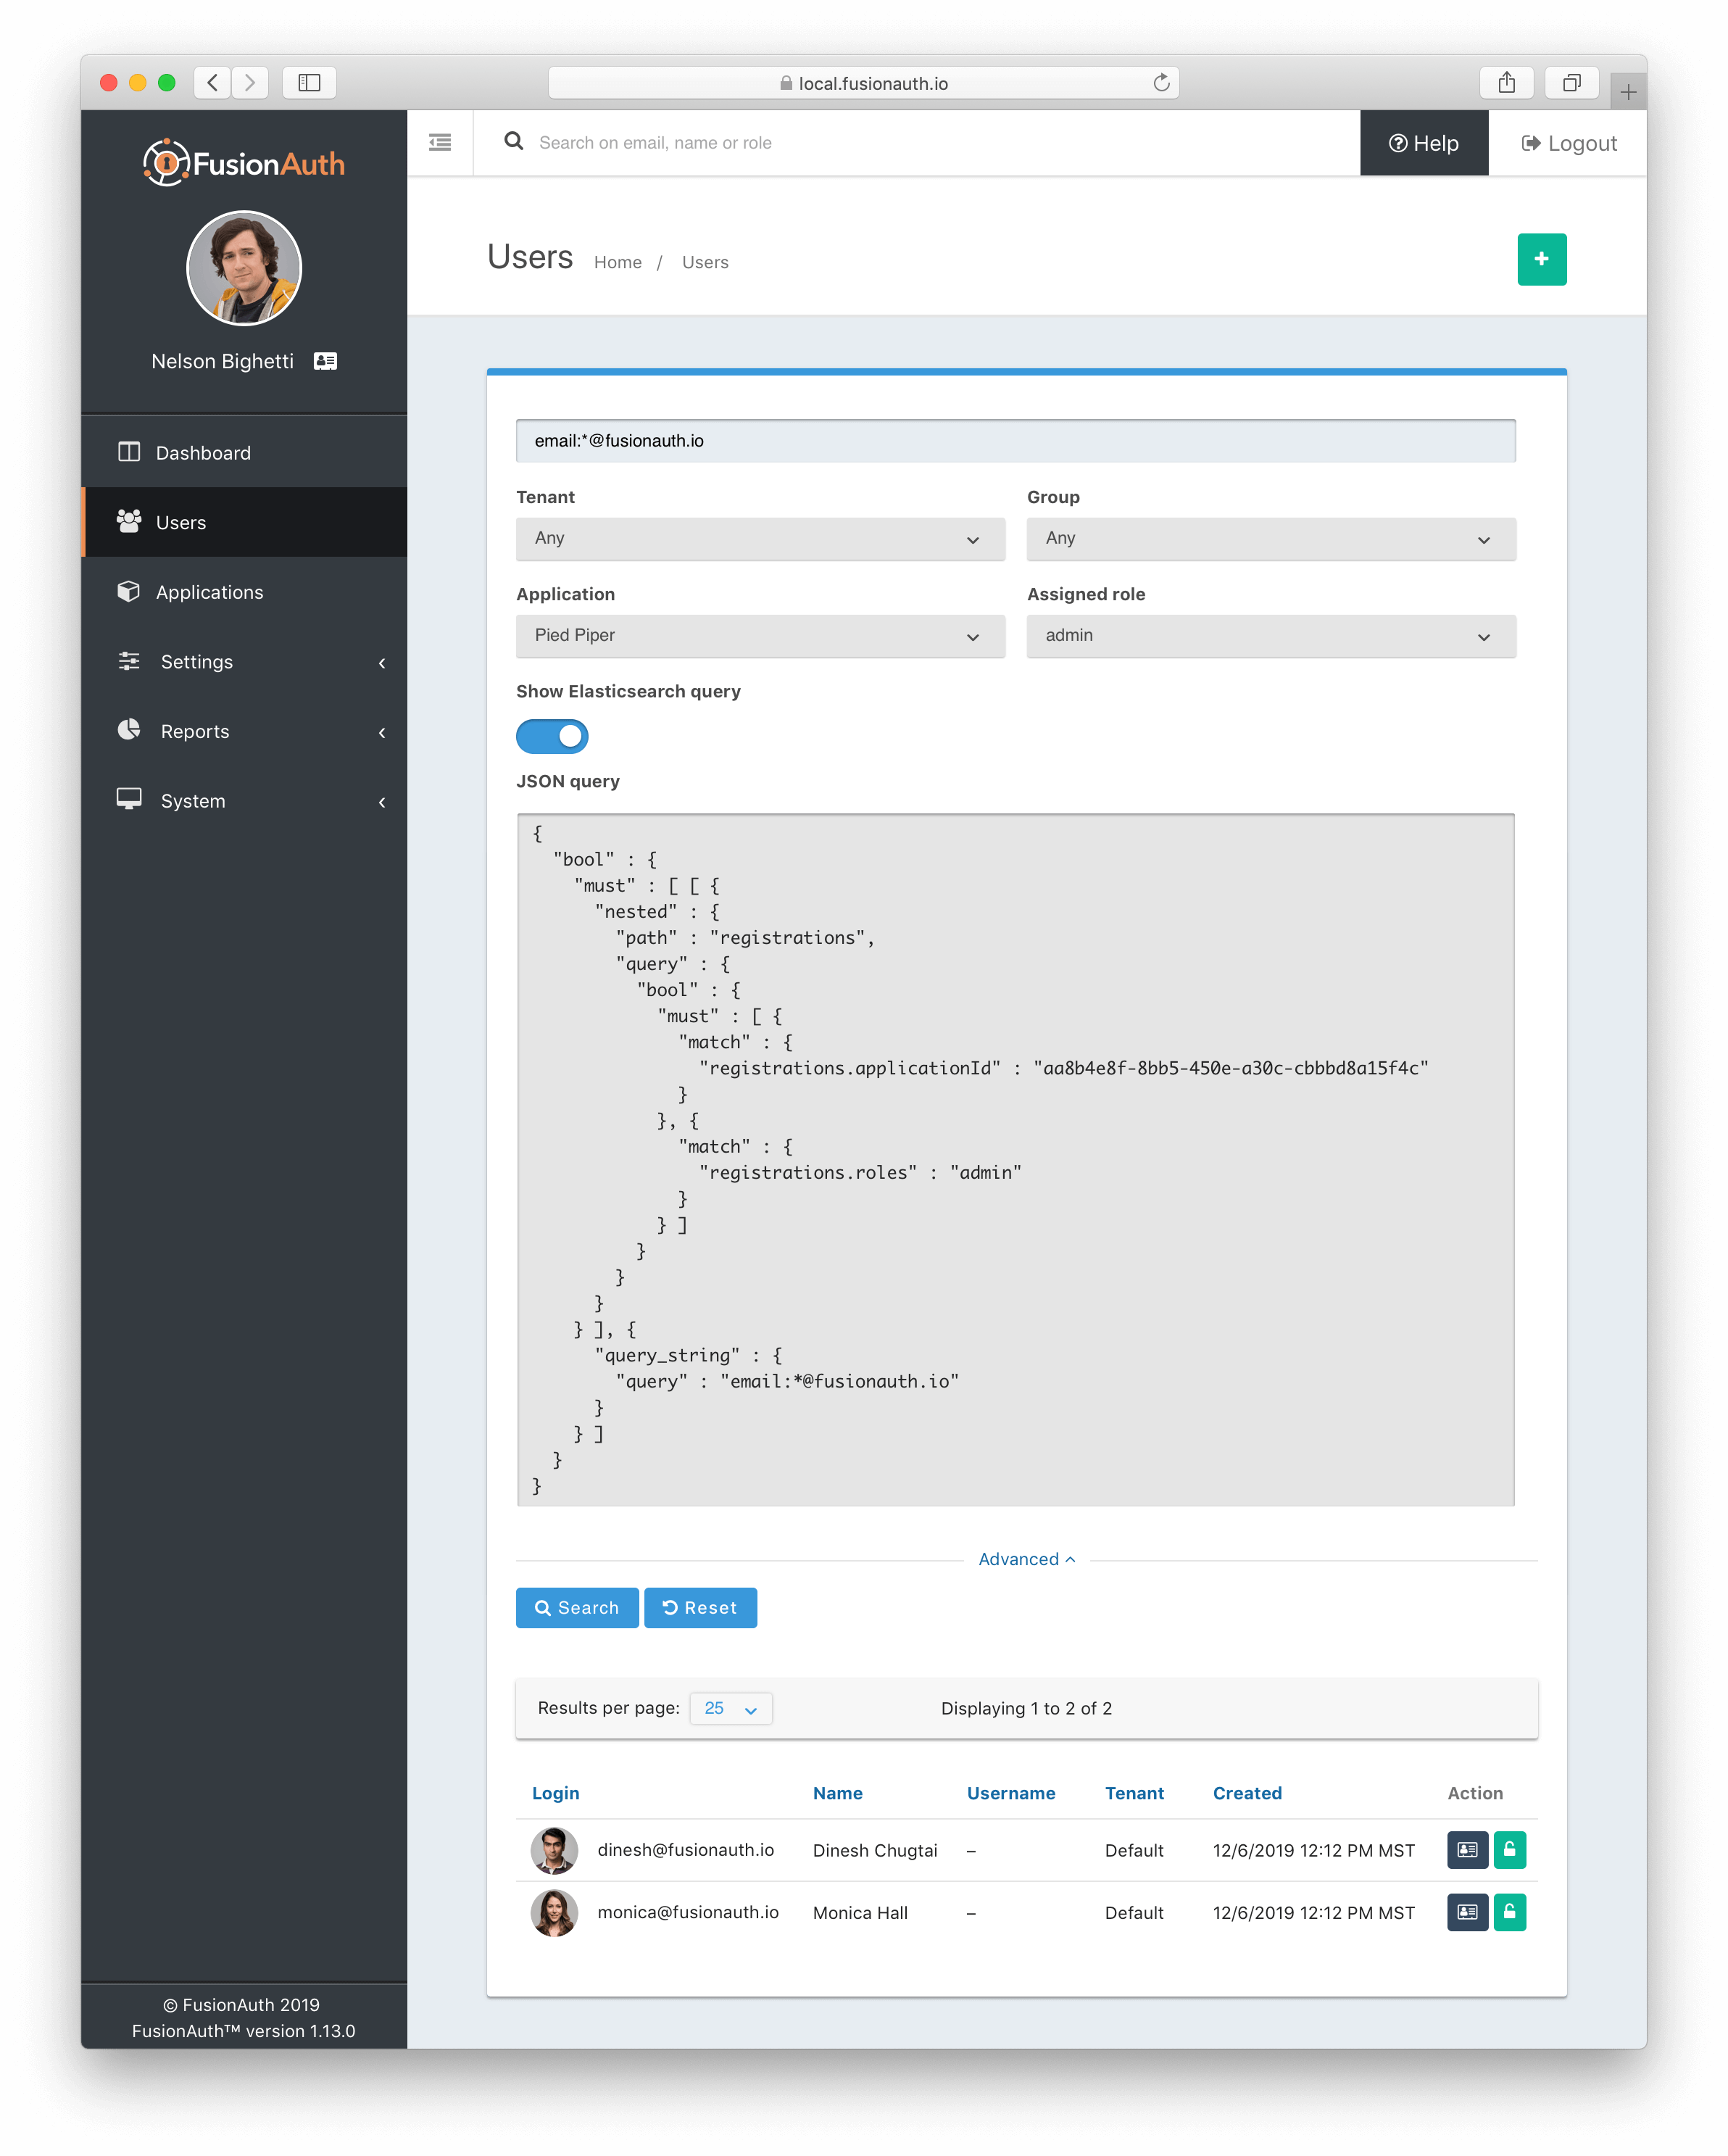 local.fusionauth.io
FusionAuth
Nelson Bighetti
Dashboard
Users
Applications
Settings
Reports
System
© FusionAuth 2019
FusionAuth™ version 1.13.0
Search on email, name or role
Help
Logout
Users
Home / Users
email:*@fusionauth.io
Tenant
Group
Any
Any
Application
Assigned role
Pied Piper
admin
Show Elasticsearch query
JSON query
{
"bool" : {
"must" : [ [ {
"nested" : {
"path" : "registrations",
"query" : {
"bool" : {
"must" : [ {
"match" : {
"registrations.applicationId" : "aa8b4e8f-8bb5-450e-a30c-cbbbd8a15f4c"
}
}, {
"match" : {
"registrations.roles" : "admin"
}
} ]
}
}
}
} ], {
"query_string" : {
"query" : "email:*@fusionauth.io"
}
} ]
}
}
Advanced
Search
Reset
Results per page: 25
Displaying 1 to 2 of 2
Login Name Username Tenant Created Action
dinesh@fusionauth.io Dinesh Chugtai – Default 12/6/2019 12:12 PM MST
monica@fusionauth.io Monica Hall – Default 12/6/2019 12:12 PM MST